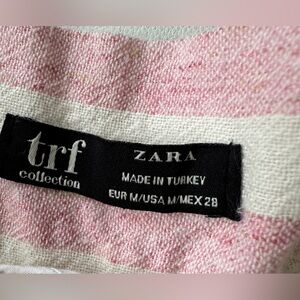 trf
collection
ZARA
MADE IN TURKEY
EUR M/USA M/MEX 28